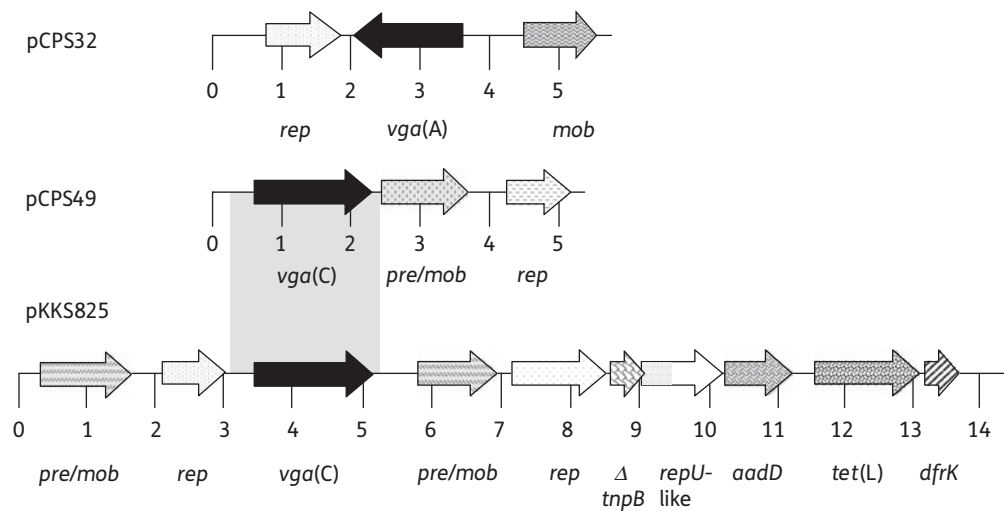 pCPS32
0 1 2 3 4 5
rep vga(A) mob
pCPS49
0 1 2 3 4 5
vga(C) pre/mob rep
pKKS825
0 1 2 3 4 5 6 7 8 9 10 11 12 13 14
pre/mob rep vga(C) pre/mob rep Δ repU- aadD tet(L) dfrK
tnpB like